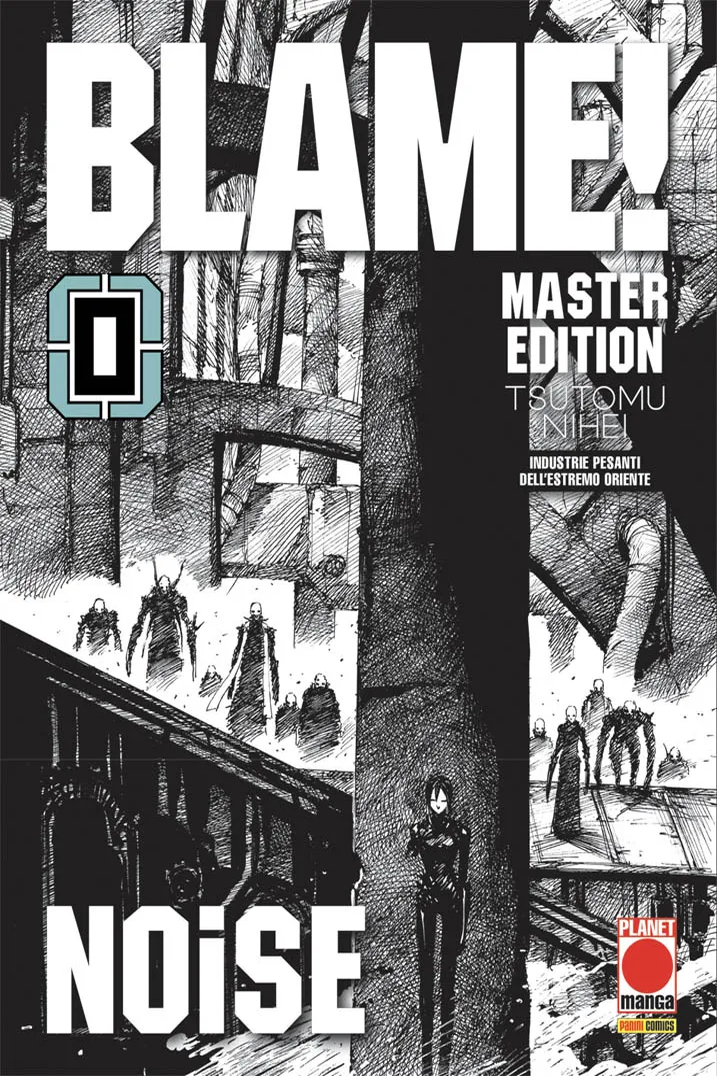 BLAME!
0
MASTER
EDITION
TSUTOMU
NIHEI
INDUSTRIE PESANTI
DELL'ESTREMO ORIENTE
NOiSE
PLANET
manga
PANINI COMICS